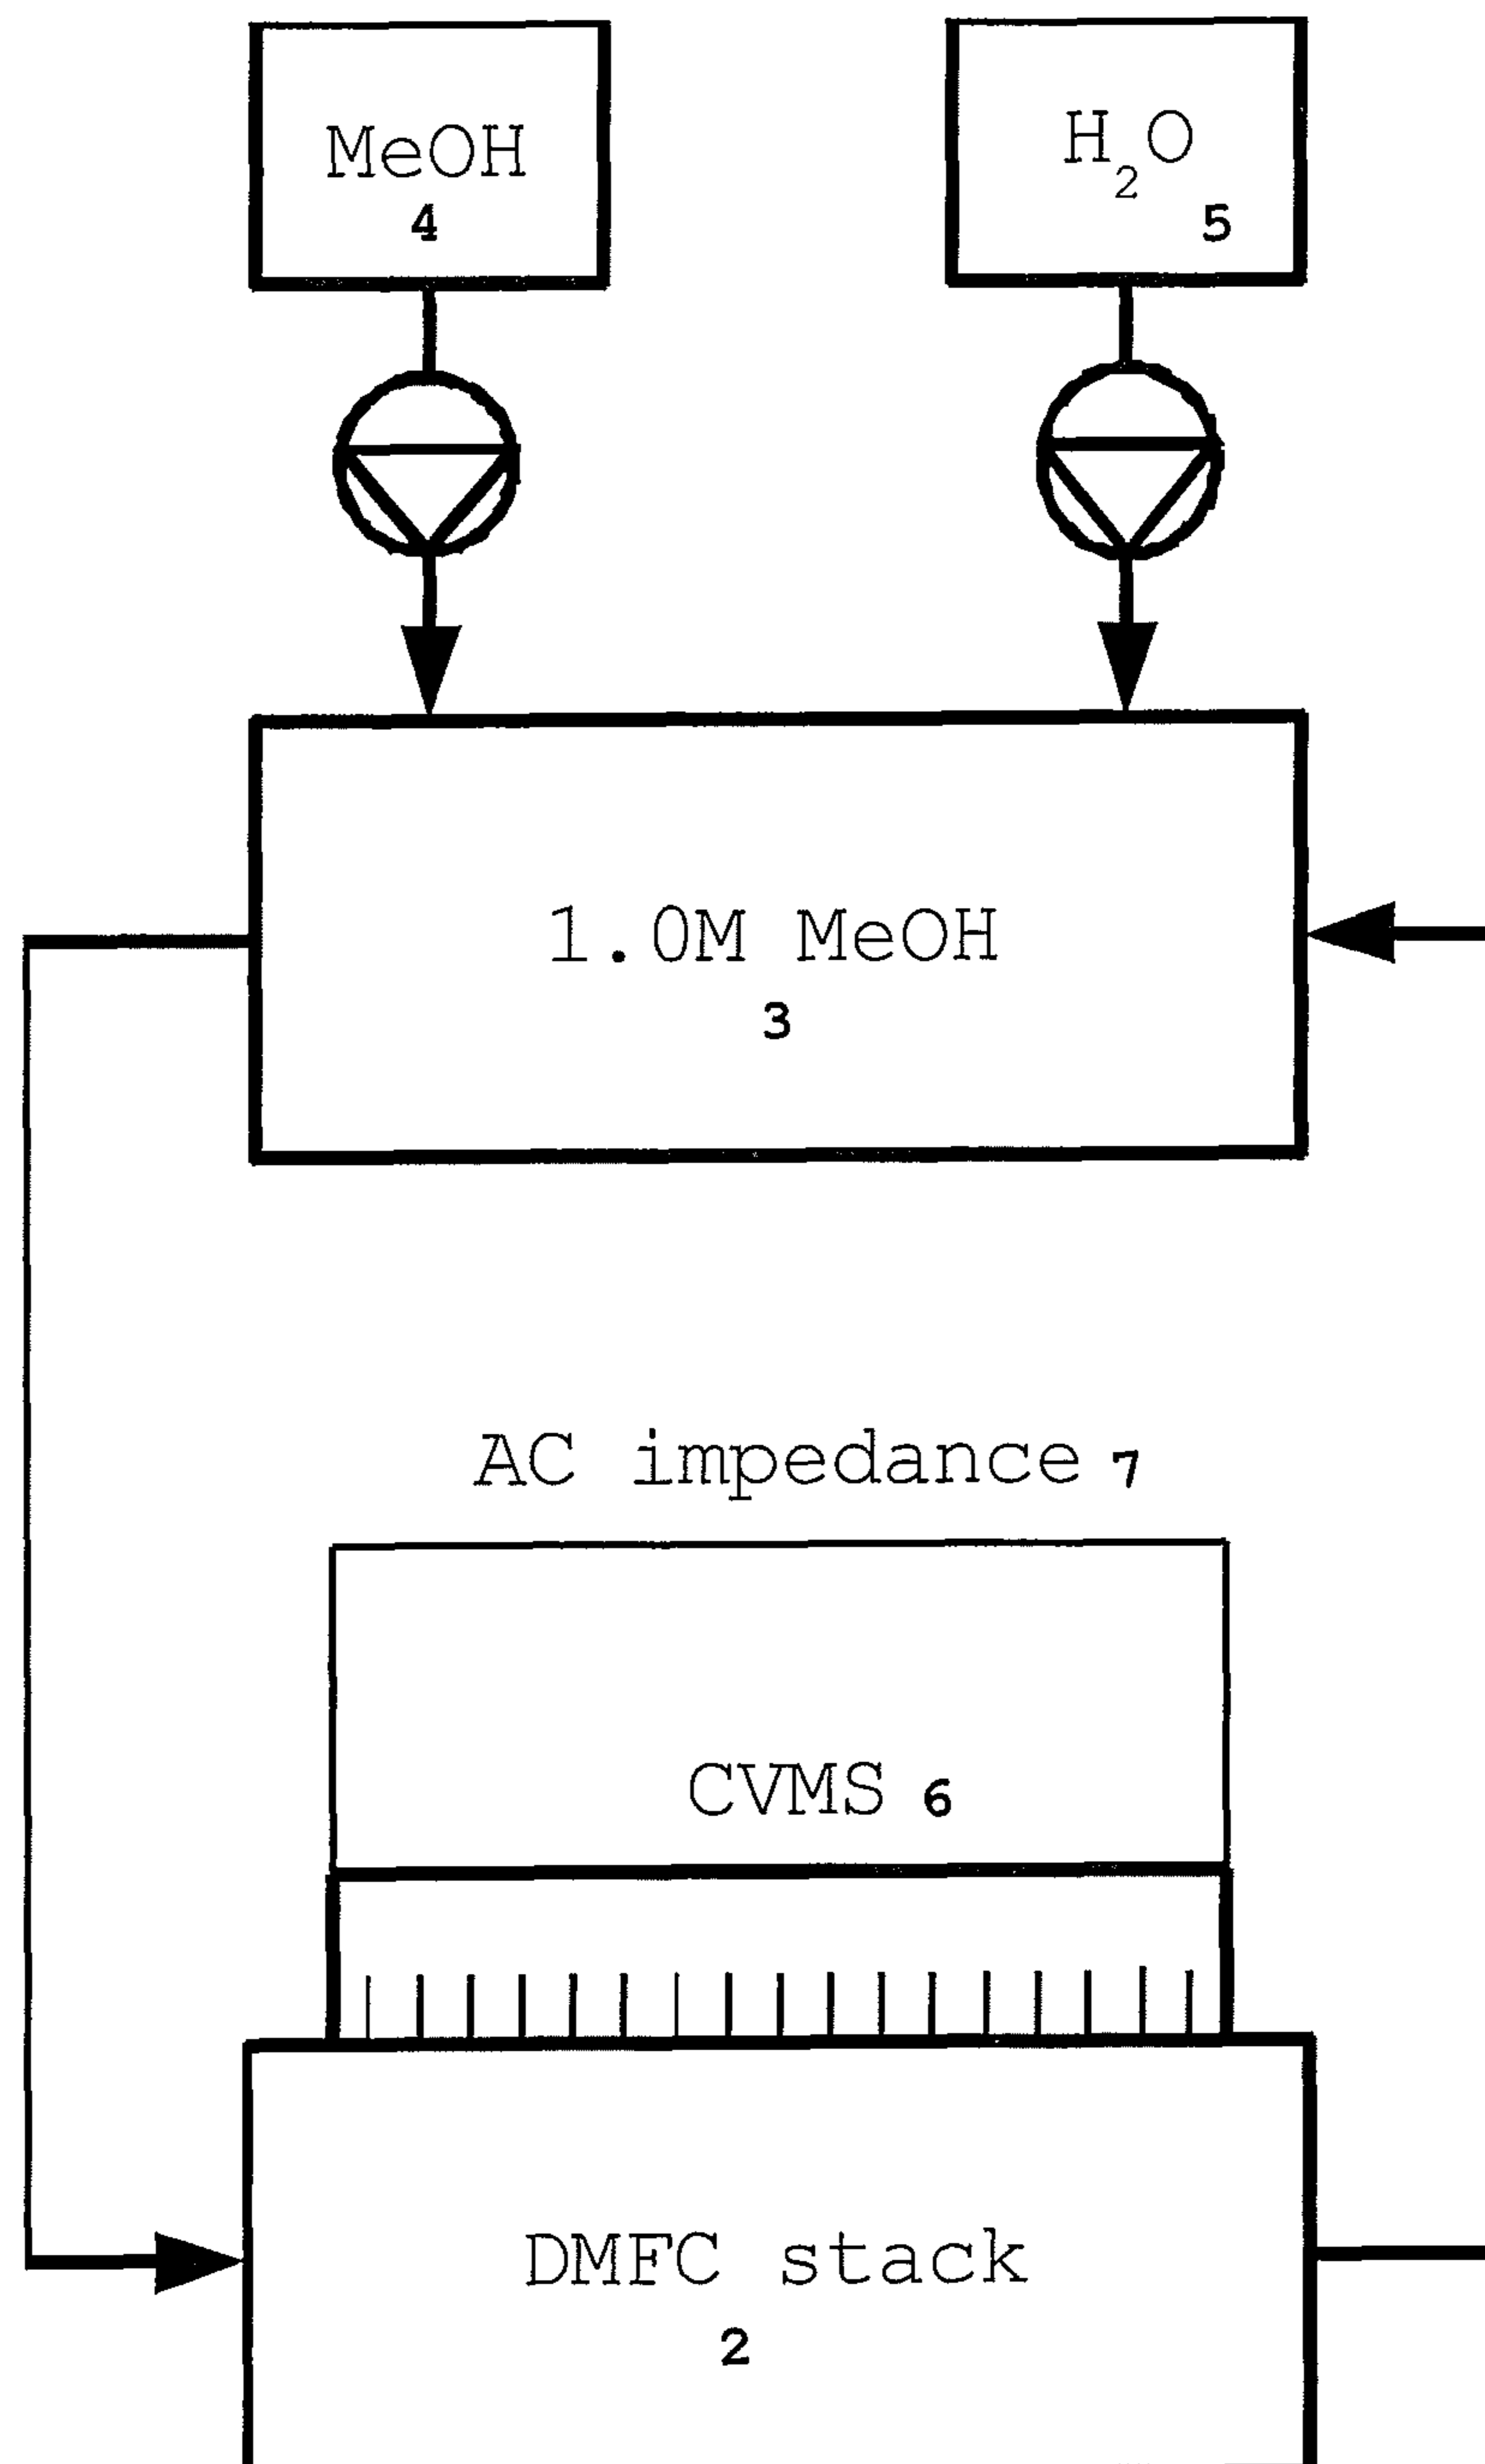 MeOH
4
H₂O
5
1.0M MeOH
3
AC impedance 7
CVMS 6
DMFC stack
2